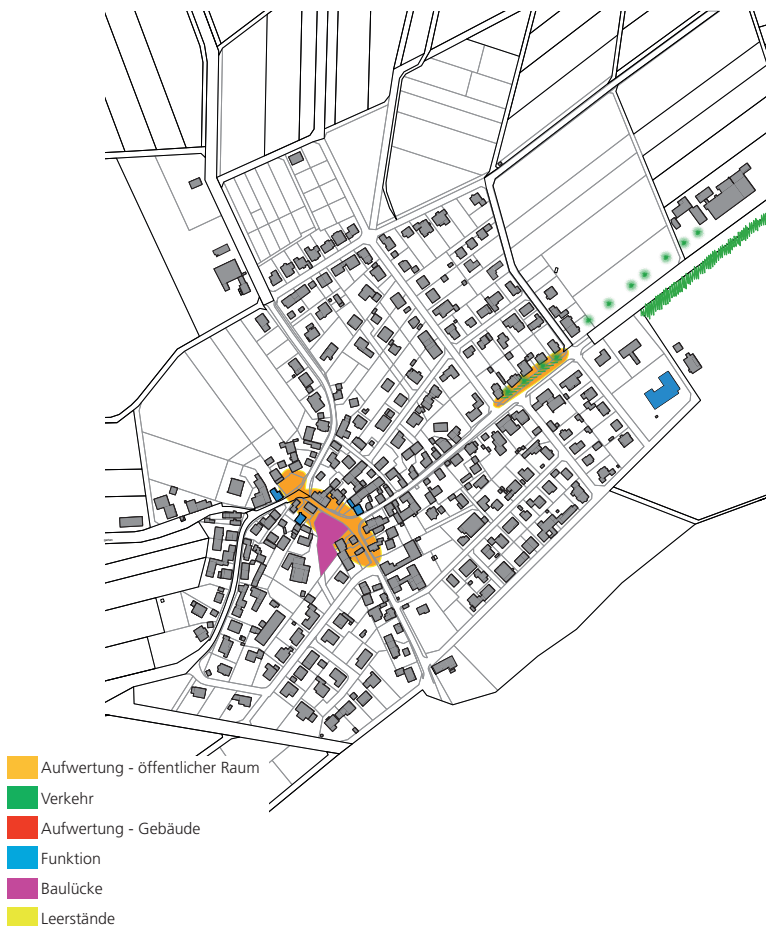 Aufwertung - öffentlicher Raum
Verkehr
Aufwertung - Gebäude
Funktion
Baulücke
Leerstände